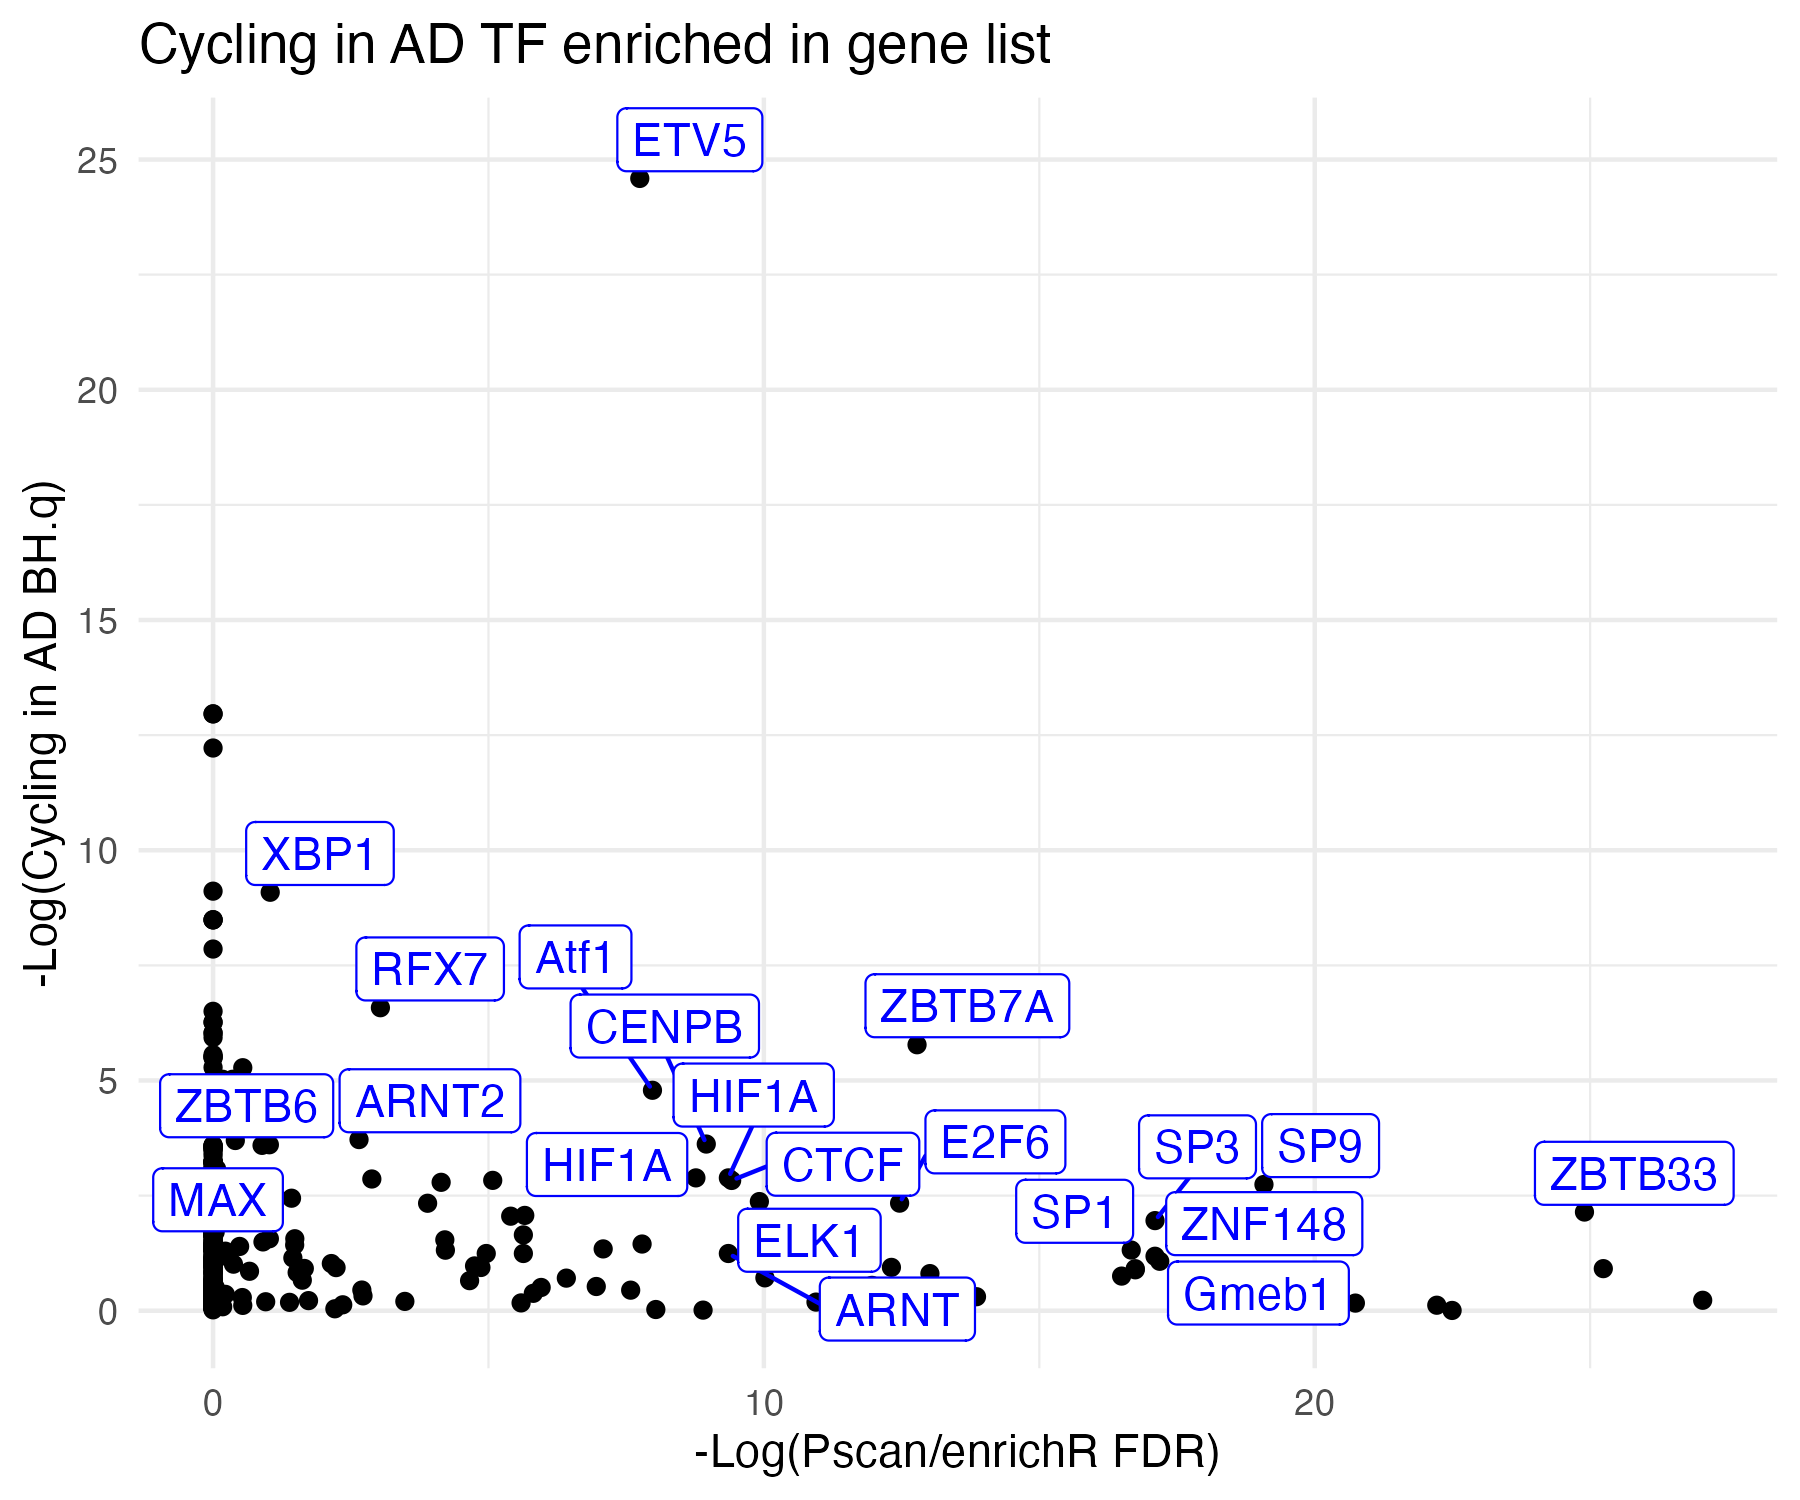 Cycling in AD TF enriched in gene list
ETV5
25
20
15
-Log(Cycling in AD BH.q)
10
XBP1
RFX7
Atf1
CENPB
ZBTB7A
5
ZBTB6
ARNT2
HIF1A
HIF1A
CTCF
E2F6
SP3
SP9
ZBTB33
MAX
SP1
ZNF148
ELK1
Gmeb1
ARNT
0
0
10
20
-Log(Pscan/enrichR FDR)